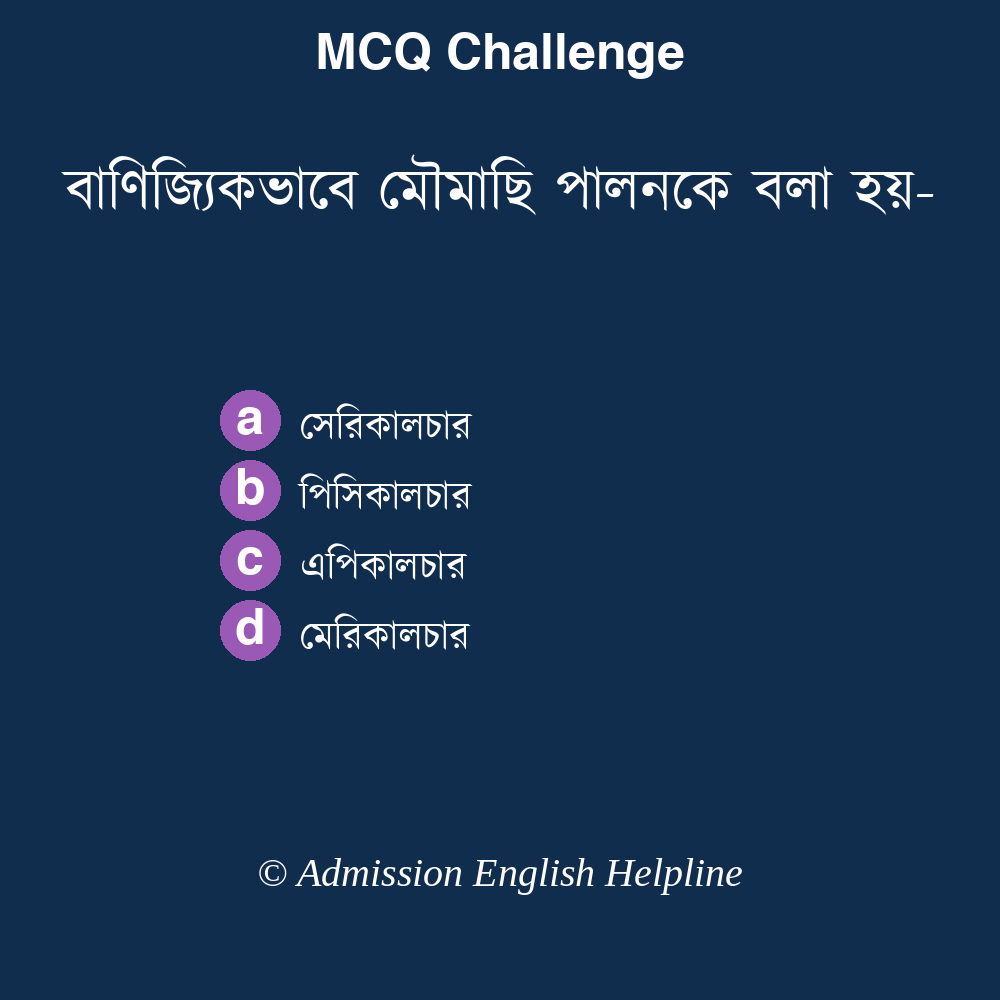 MCQ Challenge
বাণিজ্যিকভাবে মৌমাছি পালনকে বলা হয়-
a সেরিকালচার
b পিসিকালচার
c এপিকালচার
d মেরিকালচার
© Admission English Helpline